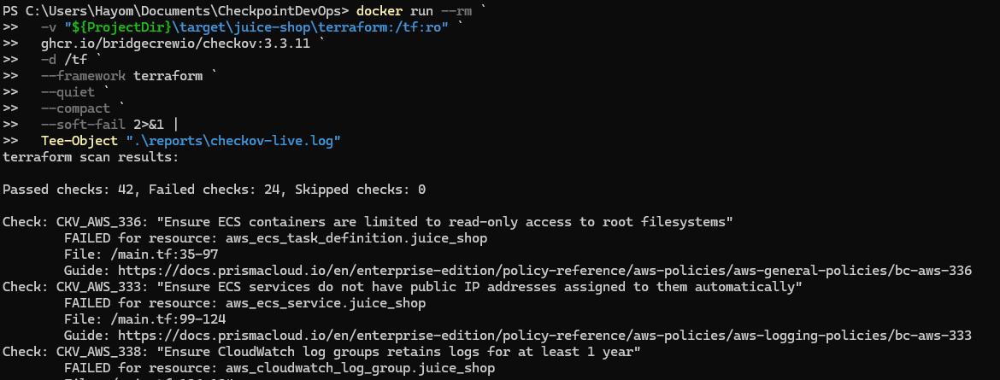 PS C:\Users\Hayom\Documents\CheckpointDevOps> docker run --rm `
>>   -v "${ProjectDir}\target\juice-shop\terraform:/tf:ro" `
>>   ghcr.io/bridgecrewio/checkov:3.3.11 `
>>   -d /tf `
>>   --framework terraform `
>>   --quiet `
>>   --compact `
>>   --soft-fail 2>&1 |
>>   Tee-Object ".\reports\checkov-live.log"
terraform scan results:

Passed checks: 42, Failed checks: 24, Skipped checks: 0

Check: CKV_AWS_336: "Ensure ECS containers are limited to read-only access to root filesystems"
        FAILED for resource: aws_ecs_task_definition.juice_shop
        File: /main.tf:35-97
        Guide: https://docs.prismacloud.io/en/enterprise-edition/policy-reference/aws-policies/aws-general-policies/bc-aws-336
Check: CKV_AWS_333: "Ensure ECS services do not have public IP addresses assigned to them automatically"
        FAILED for resource: aws_ecs_service.juice_shop
        File: /main.tf:99-124
        Guide: https://docs.prismacloud.io/en/enterprise-edition/policy-reference/aws-policies/aws-logging-policies/bc-aws-333
Check: CKV_AWS_338: "Ensure CloudWatch log groups retains logs for at least 1 year"
        FAILED for resource: aws_cloudwatch_log_group.juice_shop